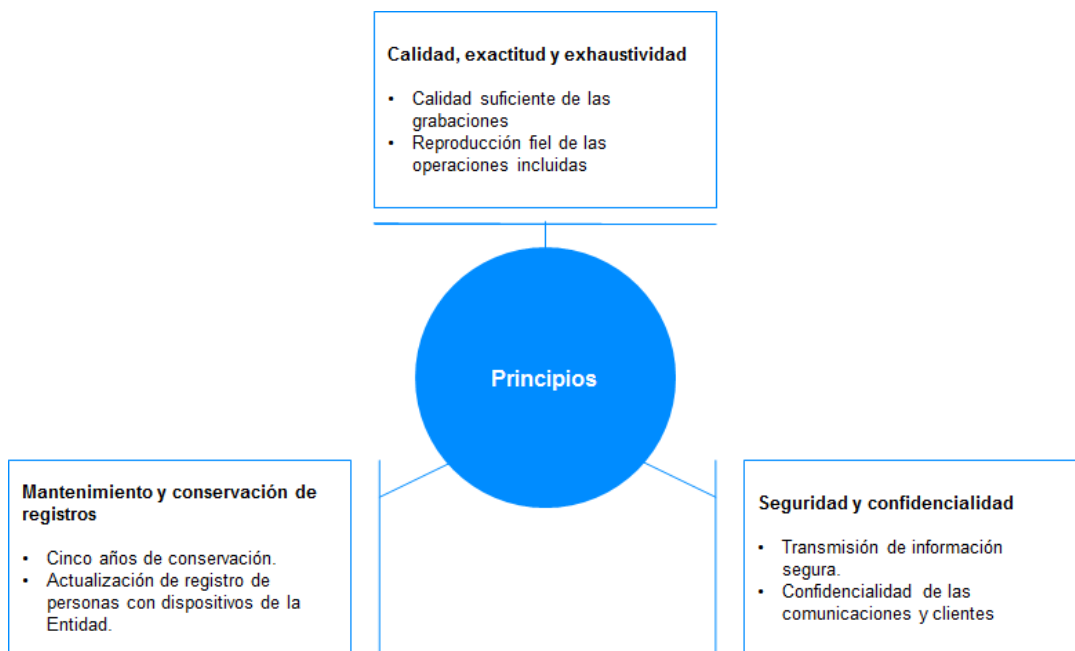 Calidad, exactitud y exhaustividad
• Calidad suficiente de las
grabaciones
• Reproducción fiel de las
operaciones incluidas
Principios
Mantenimiento y conservación de
registros
• Cinco años de conservación.
• Actualización de registro de
personas con dispositivos de la
Entidad.
Seguridad y confidencialidad
• Transmisión de información
segura.
• Confidencialidad de las
comunicaciones y clientes